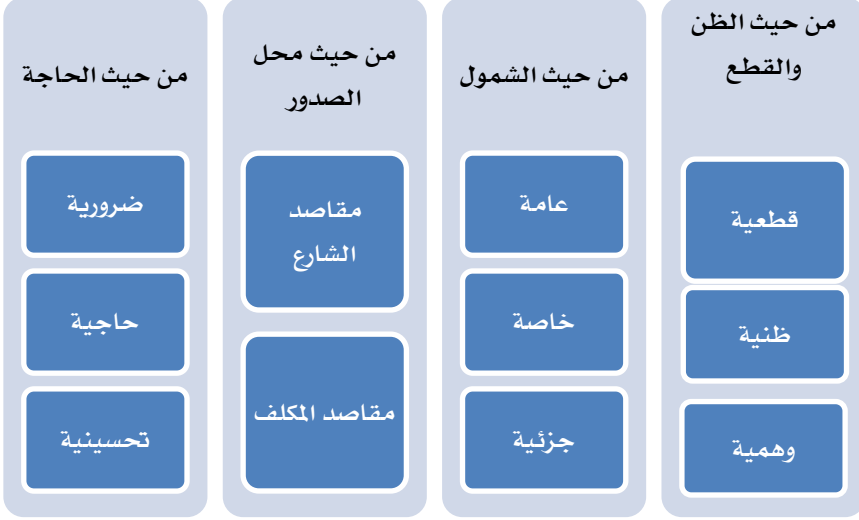 من حيث الظن
والقطع
قطعية
ظنية
وهمية
من حيث الشمول
عامة
خاصة
جزئية
من حيث محل
الصدور
مقاصد
الشارع
مقاصد المكلف
من حيث الحاجة
ضرورية
حاجية
تحسينية